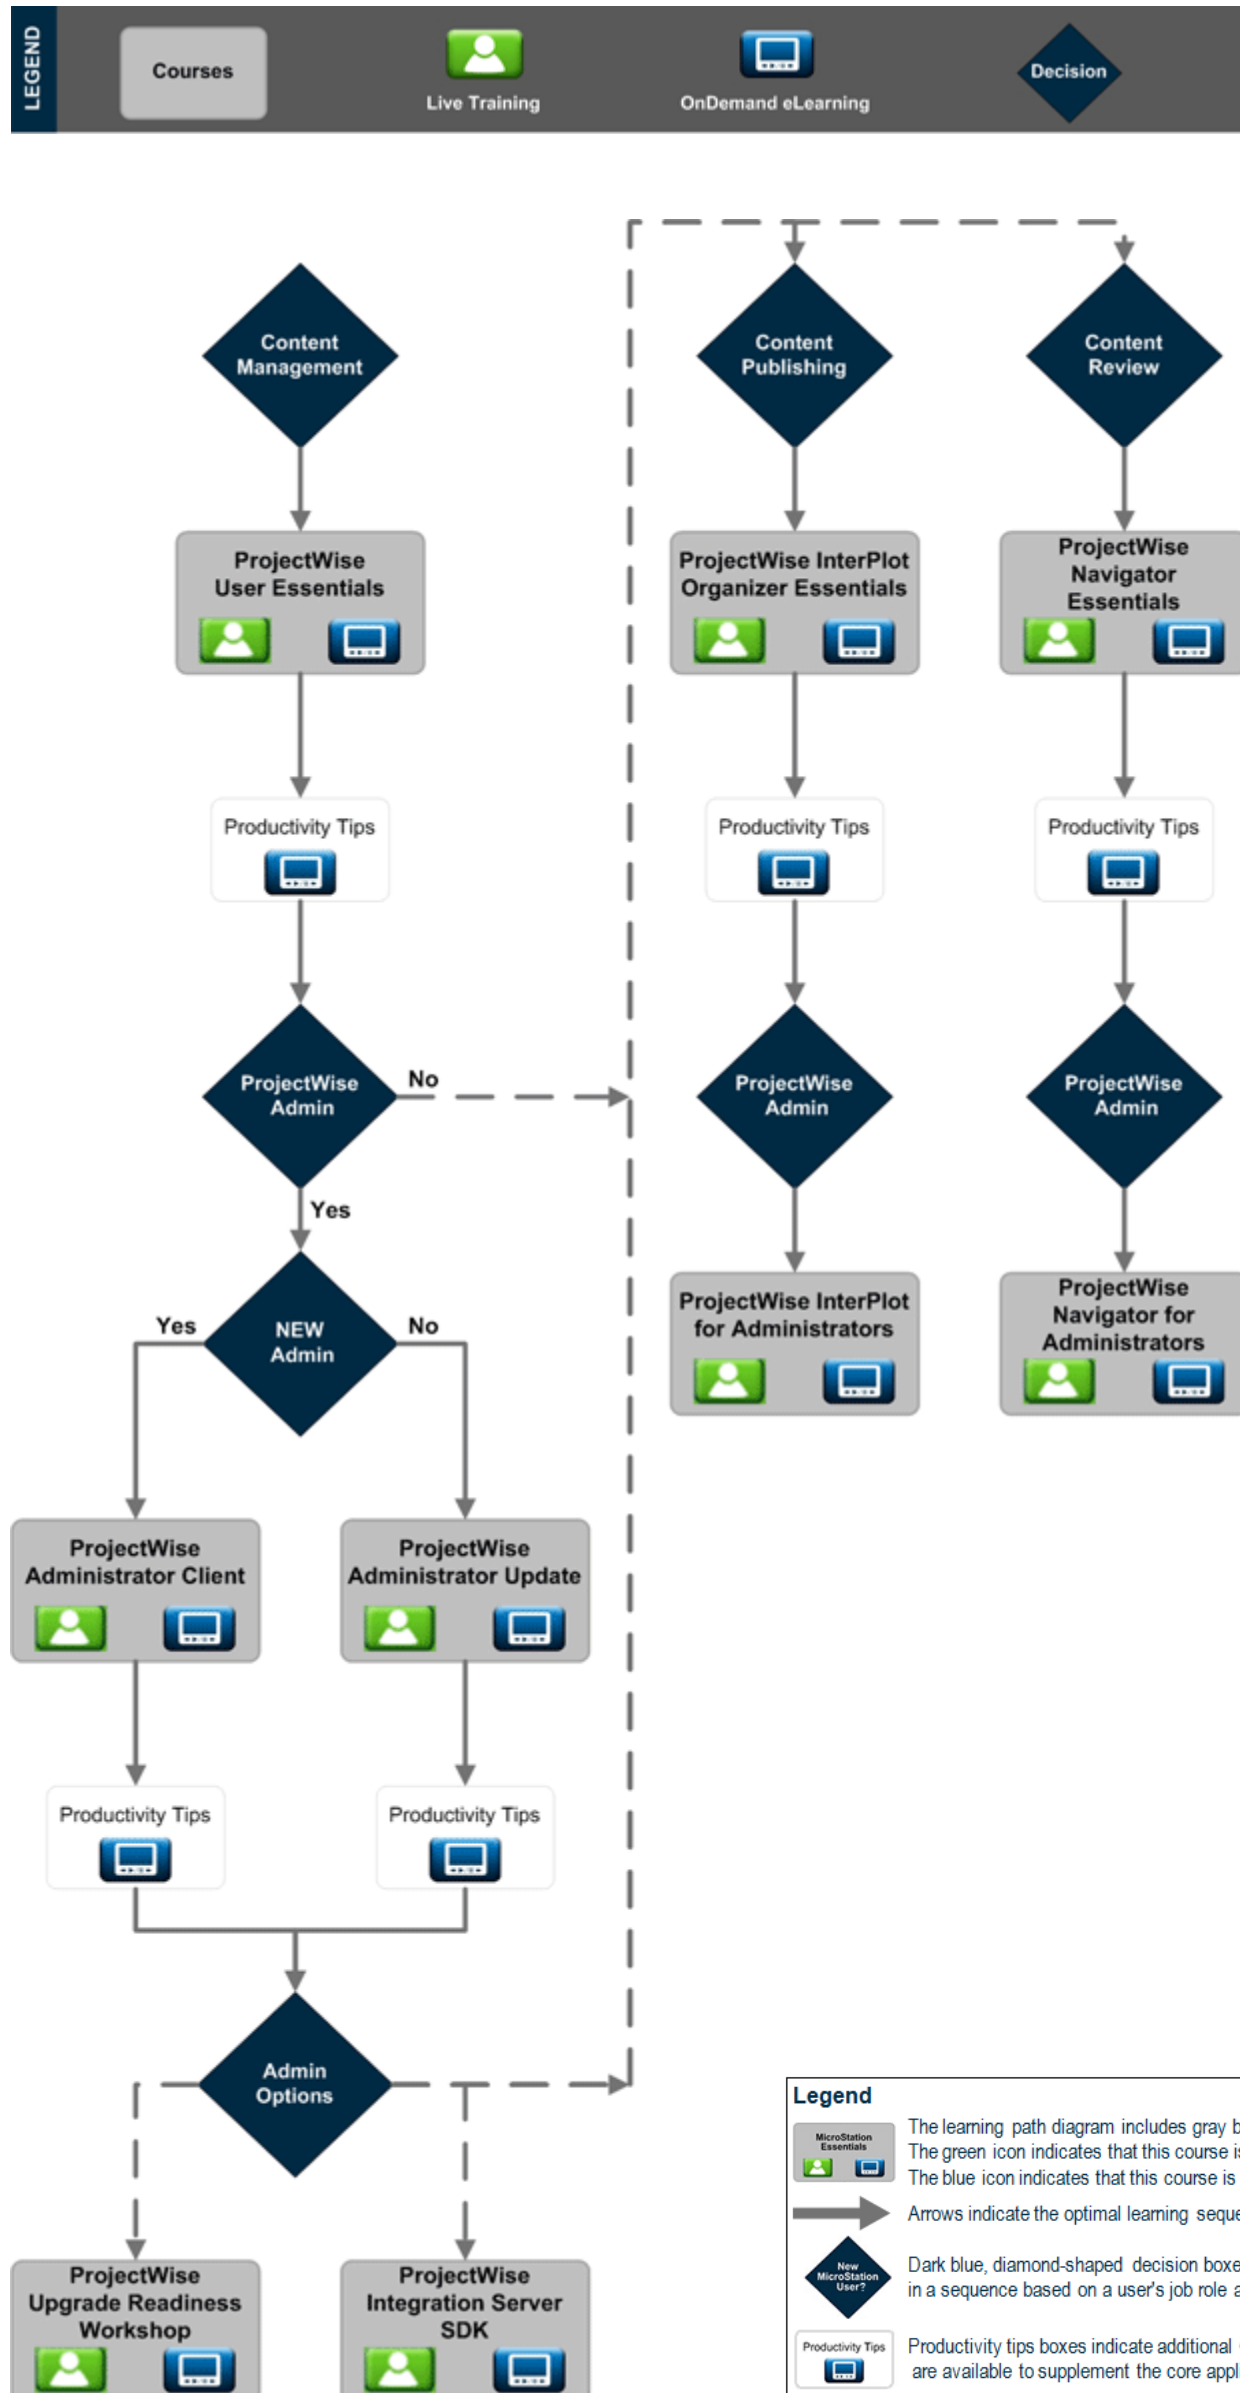 LEGEND
Courses
Live Training
OnDemand eLearning
Decision
Content
Management
Content
Publishing
Content
Review
ProjectWise
User Essentials
ProjectWise InterPlot
Organizer Essentials
ProjectWise
Navigator
Essentials
Productivity Tips
Productivity Tips
Productivity Tips
ProjectWise
Admin
No
Yes
ProjectWise
Admin
ProjectWise
Admin
NEW
Admin
Yes
No
ProjectWise InterPlot
for Administrators
ProjectWise
Navigator for
Administrators
ProjectWise
Administrator Client
ProjectWise
Administrator Update
Productivity Tips
Productivity Tips
Admin
Options
ProjectWise
Upgrade Readiness
Workshop
ProjectWise
Integration Server
SDK
Legend
MicroStation
Essentials
The learning path diagram includes gray
The green icon indicates that this course
The blue icon indicates that this course is
Arrows indicate the optimal learning
New
MicroStation
User?
Dark blue, diamond-shaped decision
in a sequence based on a user's job role
Productivity Tips
Productivity tips boxes indicate additional
are available to supplement the core